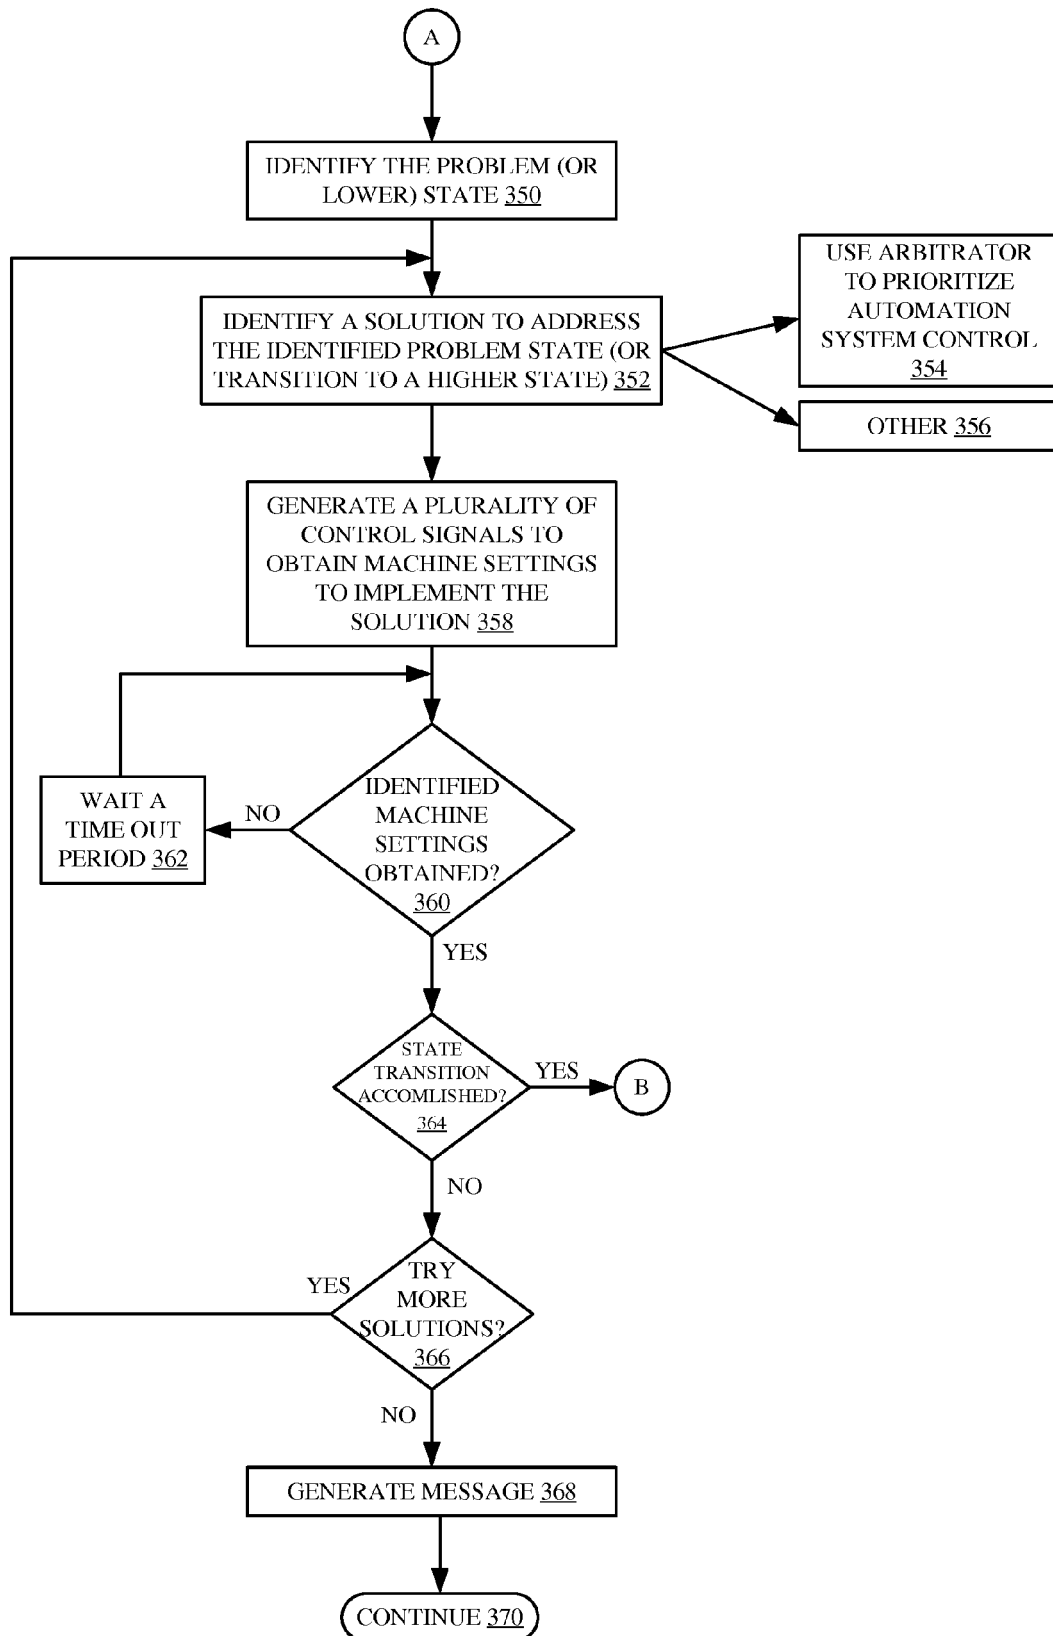 A
IDENTIFY THE PROBLEM (OR
LOWER) STATE 350
IDENTIFY A SOLUTION TO ADDRESS
THE IDENTIFIED PROBLEM STATE (OR
TRANSITION TO A HIGHER STATE) 352
USE ARBITRATOR
TO PRIORITIZE
AUTOMATION
SYSTEM CONTROL
354
OTHER 356
GENERATE A PLURALITY OF
CONTROL SIGNALS TO
OBTAIN MACHINE SETTINGS
TO IMPLEMENT THE
SOLUTION 358
IDENTIFIED
MACHINE
SETTINGS
OBTAINED?
360
NO
WAIT A
TIME OUT
PERIOD 362
YES
STATE
TRANSITION
ACCOMLISHED?
364
YES
B
NO
TRY
MORE
SOLUTIONS?
366
YES
NO
GENERATE MESSAGE 368
CONTINUE 370